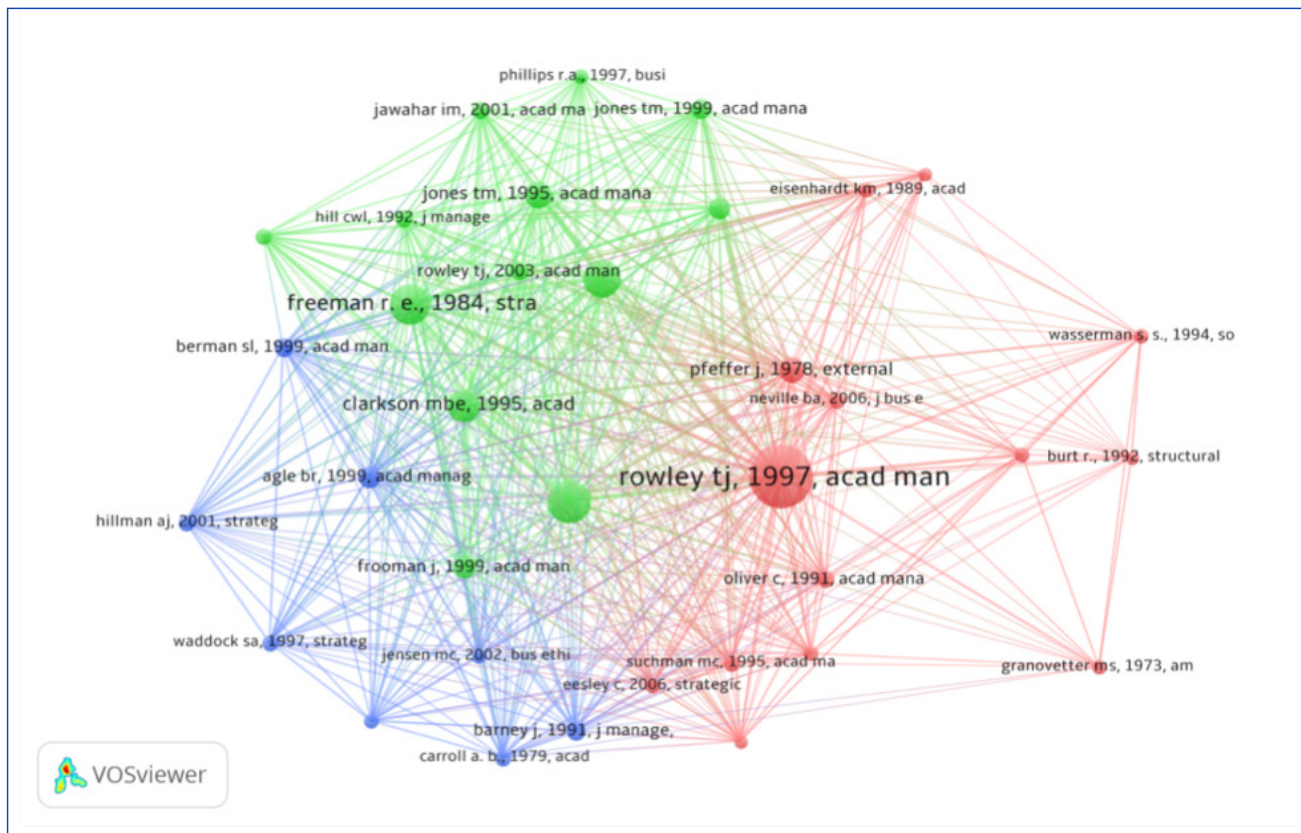 phillips r.a., 1997, busi
jawahar im, 2001, acad ma
jones tm, 1999, acad mana
eisenhardt km, 1989, acad
jones tm, 1995, acad mana
hill cwl, 1992, j manage
rowley tj, 2003, acad man
freeman r. e., 1984, stra
wasserman s. s., 1994, so
berman sl, 1999, acad man
pfeffer j, 1978, external
neville ba, 2006, j bus e
clarkson mbe, 1995, acad
burt r., 1992, structural
agle br, 1999, acad manag
rowley tj, 1997, acad man
hillman aj, 2001, strateg
frooman j, 1999, acad man
oliver c, 1991, acad mana
waddock sa, 1997, strateg
jensen mc, 2002, bus ethi
suchman mc, 1995, acad ma
granovetter ms, 1973, am
eesley c, 2006, strategic
barney j, 1991, j manage,
carroll a. b., 1979, acad
VOSviewer